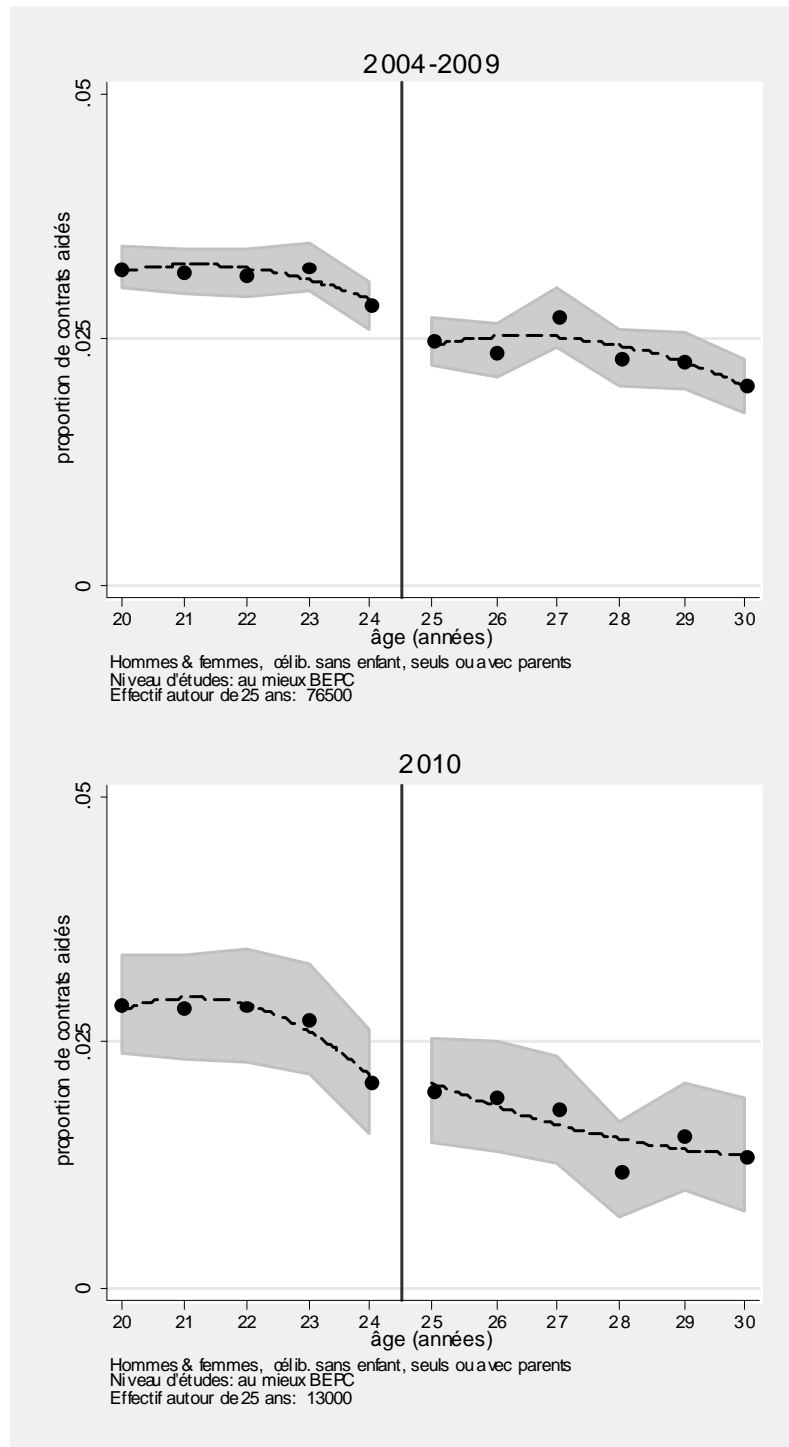 2004-2009
.05
proportion de contrats aidés
.025
0
20 21 22 23 24 25 26 27 28 29 30
âge (années)
Hommes & femmes, célib. sans enfant, seuls ou avec parents
Niveau d'études: au mieux BEPC
Effectif autour de 25 ans: 76500
2010
.05
proportion de contrats aidés
.025
0
20 21 22 23 24 25 26 27 28 29 30
âge (années)
Hommes & femmes, célib. sans enfant, seuls ou avec parents
Niveau d'études: au mieux BEPC
Effectif autour de 25 ans: 13000